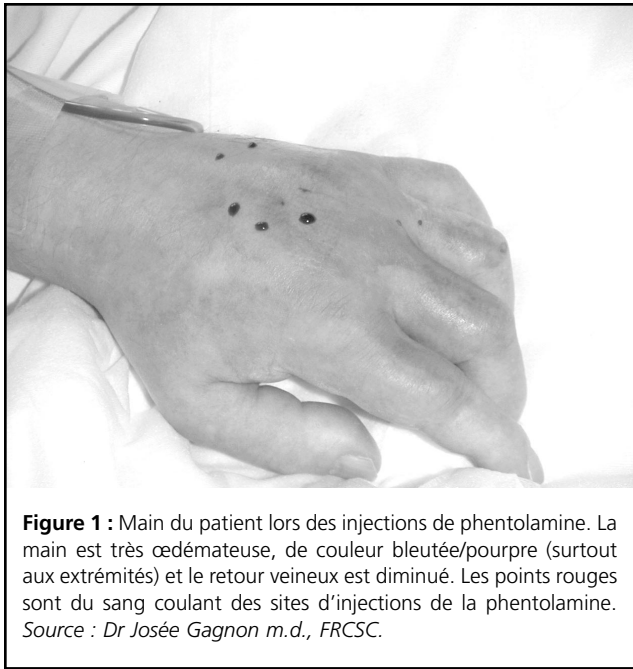 Figure 1 : Main du patient lors des injections de phentolamine. La
main est très œdémateuse, de couleur bleutée/pourpre (surtout
aux extrémités) et le retour veineux est diminué. Les points rouges
sont du sang coulant des sites d'injections de la phentolamine.
Source : Dr Josée Gagnon m.d., FRCSC.